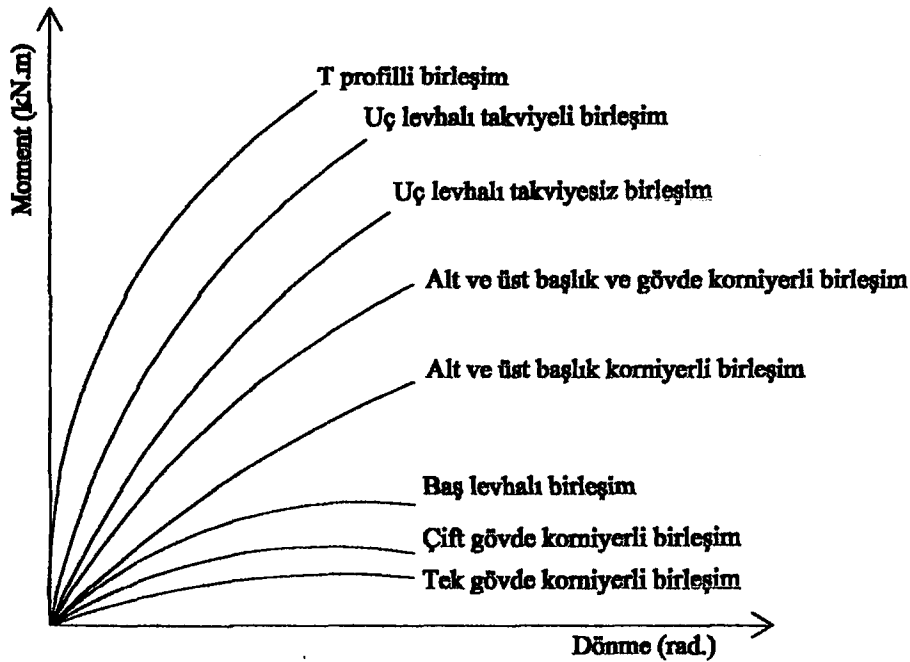 Moment (kN.m)
T profilli birleşim
Uç levhalı takviyeli birleşim
Uç levhalı takviyesiz birleşim
Alt ve üst başlık ve gövde korniyerli birleşim
Alt ve üst başlık korniyerli birleşim
Baş levhalı birleşim
Çift gövde korniyerli birleşim
Tek gövde korniyerli birleşim
Dönme (rad.)